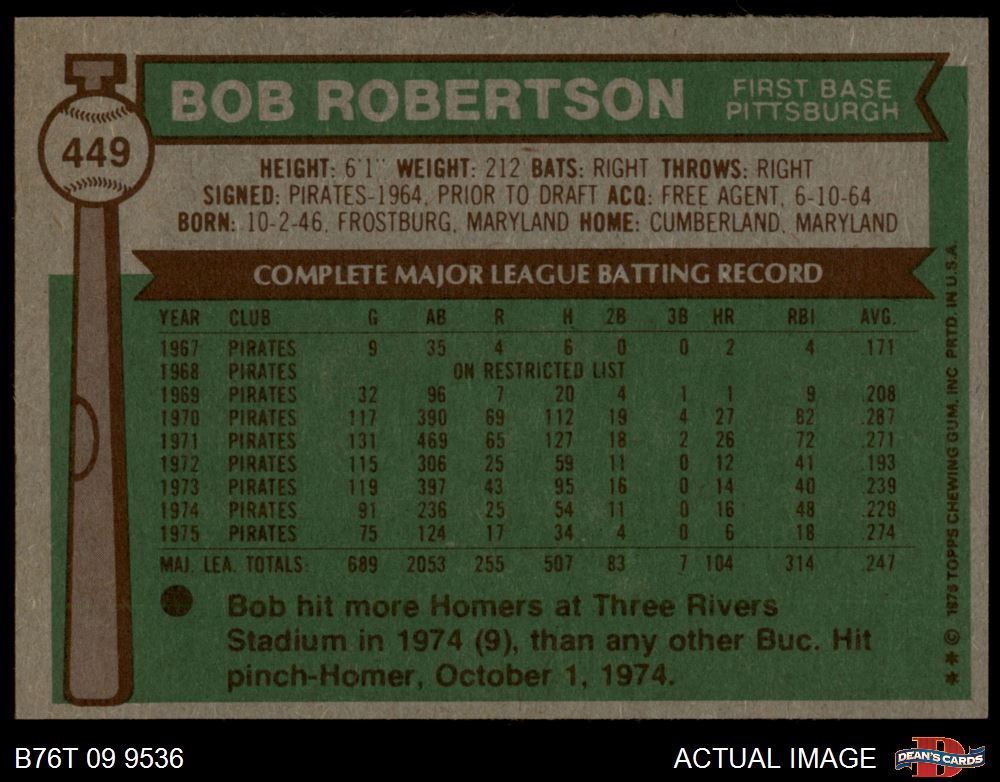 BOB ROBERTSON
FIRST BASE
PITTSBURGH
449
HEIGHT: 6'1" WEIGHT: 212 BATS: RIGHT THROWS: RIGHT
SIGNED: PIRATES-1964, PRIOR TO DRAFT ACQ: FREE AGENT, 6-10-64
BORN: 10-2-46, FROSTBURG, MARYLAND HOME: CUMBERLAND, MARYLAND
COMPLETE MAJOR LEAGUE BATTING RECORD
YEAR CLUB G AB R H 2B 3B HR RBI AVG.
1967 PIRATES 9 35 4 6 0 0 2 4 .171
1968 PIRATES ON RESTRICTED LIST
1969 PIRATES 32 96 7 20 4 1 1 9 .208
1970 PIRATES 117 390 69 112 19 4 27 82 .287
1971 PIRATES 131 469 65 127 18 2 26 72 .271
1972 PIRATES 115 306 25 59 11 0 12 41 .193
1973 PIRATES 119 397 43 95 16 0 14 40 .239
1974 PIRATES 91 236 25 54 11 0 16 48 .229
1975 PIRATES 75 124 17 34 4 0 6 18 .274
MAJ. LEA. TOTALS: 689 2053 255 507 83 7 104 314 .247
Bob hit more Homers at Three Rivers
Stadium in 1974 (9), than any other Buc. Hit
pinch-Homer, October 1, 1974.
* * © 1976 TOPPS CHEWING GUM, INC PRTD. IN U.S.A.
B76T 09 9536
ACTUAL IMAGE
D
DEAN'S CARDS